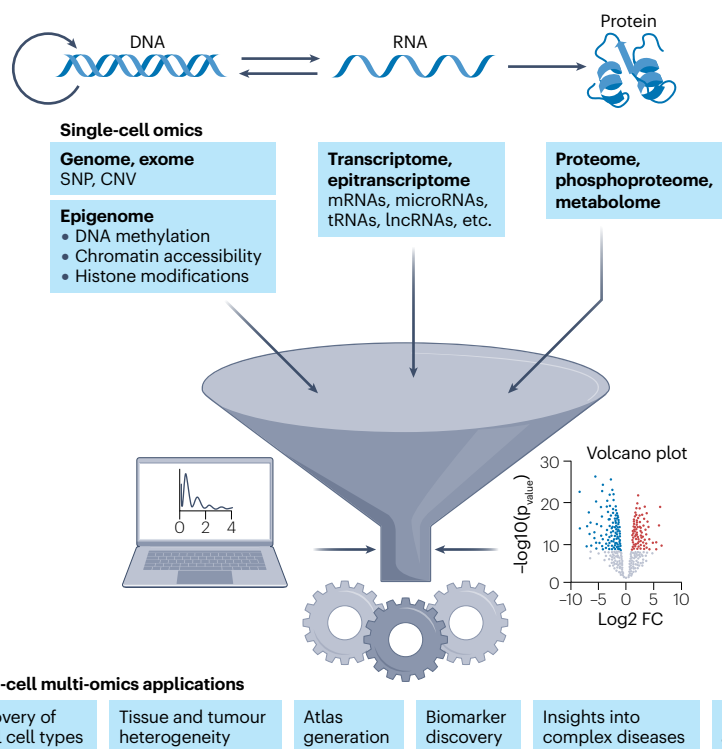 DNA
RNA
Protein
Single-cell omics
Genome, exome
SNP, CNV
Epigenome
• DNA methylation
• Chromatin accessibility
• Histone modifications
Transcriptome,
epitranscriptome
mRNAs, microRNAs,
tRNAs, lncRNAs, etc.
Proteome,
phosphoproteome,
metabolome
0 2 4
Volcano plot
–log10(pvalue)
30
20
10
0
–10 –5 0 5 10
Log2 FC
-cell multi-omics applications
cell types
Tissue and tumour
heterogeneity
Atlas
generation
Biomarker
discovery
Insights into
complex diseases